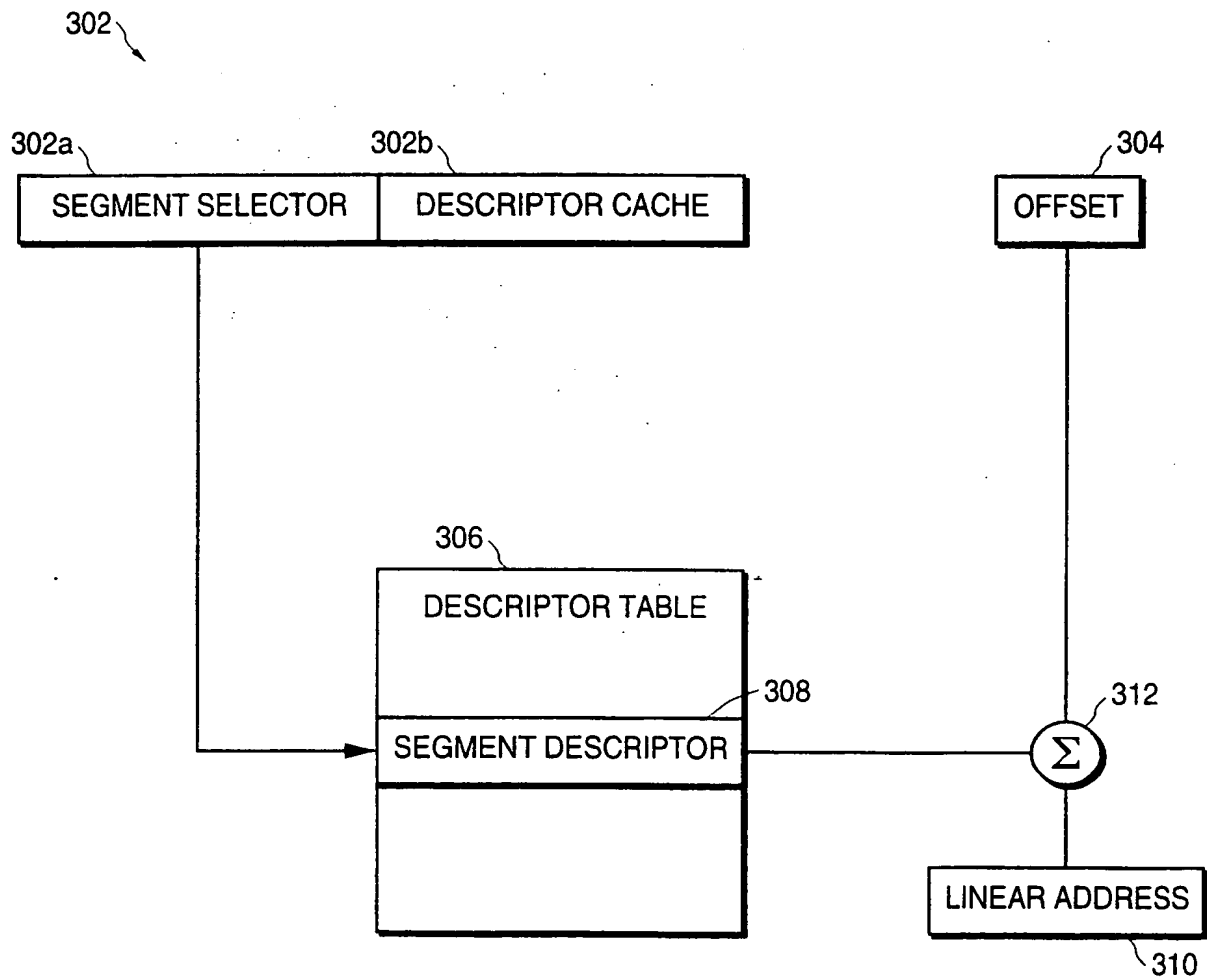 302
302a
302b
304
SEGMENT SELECTOR
DESCRIPTOR CACHE
OFFSET
306
DESCRIPTOR TABLE
308
312
SEGMENT DESCRIPTOR
Σ
LINEAR ADDRESS
310